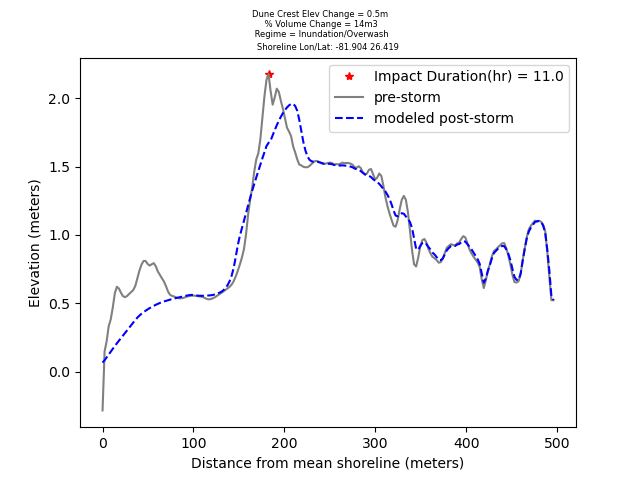 Dune Crest Elev Change = 0.5m
% Volume Change = 14m3
Regime = Inundation/Overwash
Shoreline Lon/Lat: -81.904 26.419
Impact Duration(hr) = 11.0
pre-storm
modeled post-storm
Elevation (meters)
2.0
1.5
1.0
0.5
0.0
0 100 200 300 400 500
Distance from mean shoreline (meters)